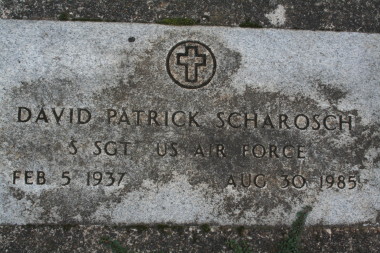 DAVID PATRICK SCHAROSCH
S SGT US AIR FORCE
FEB 5 1937 AUG 30 1985